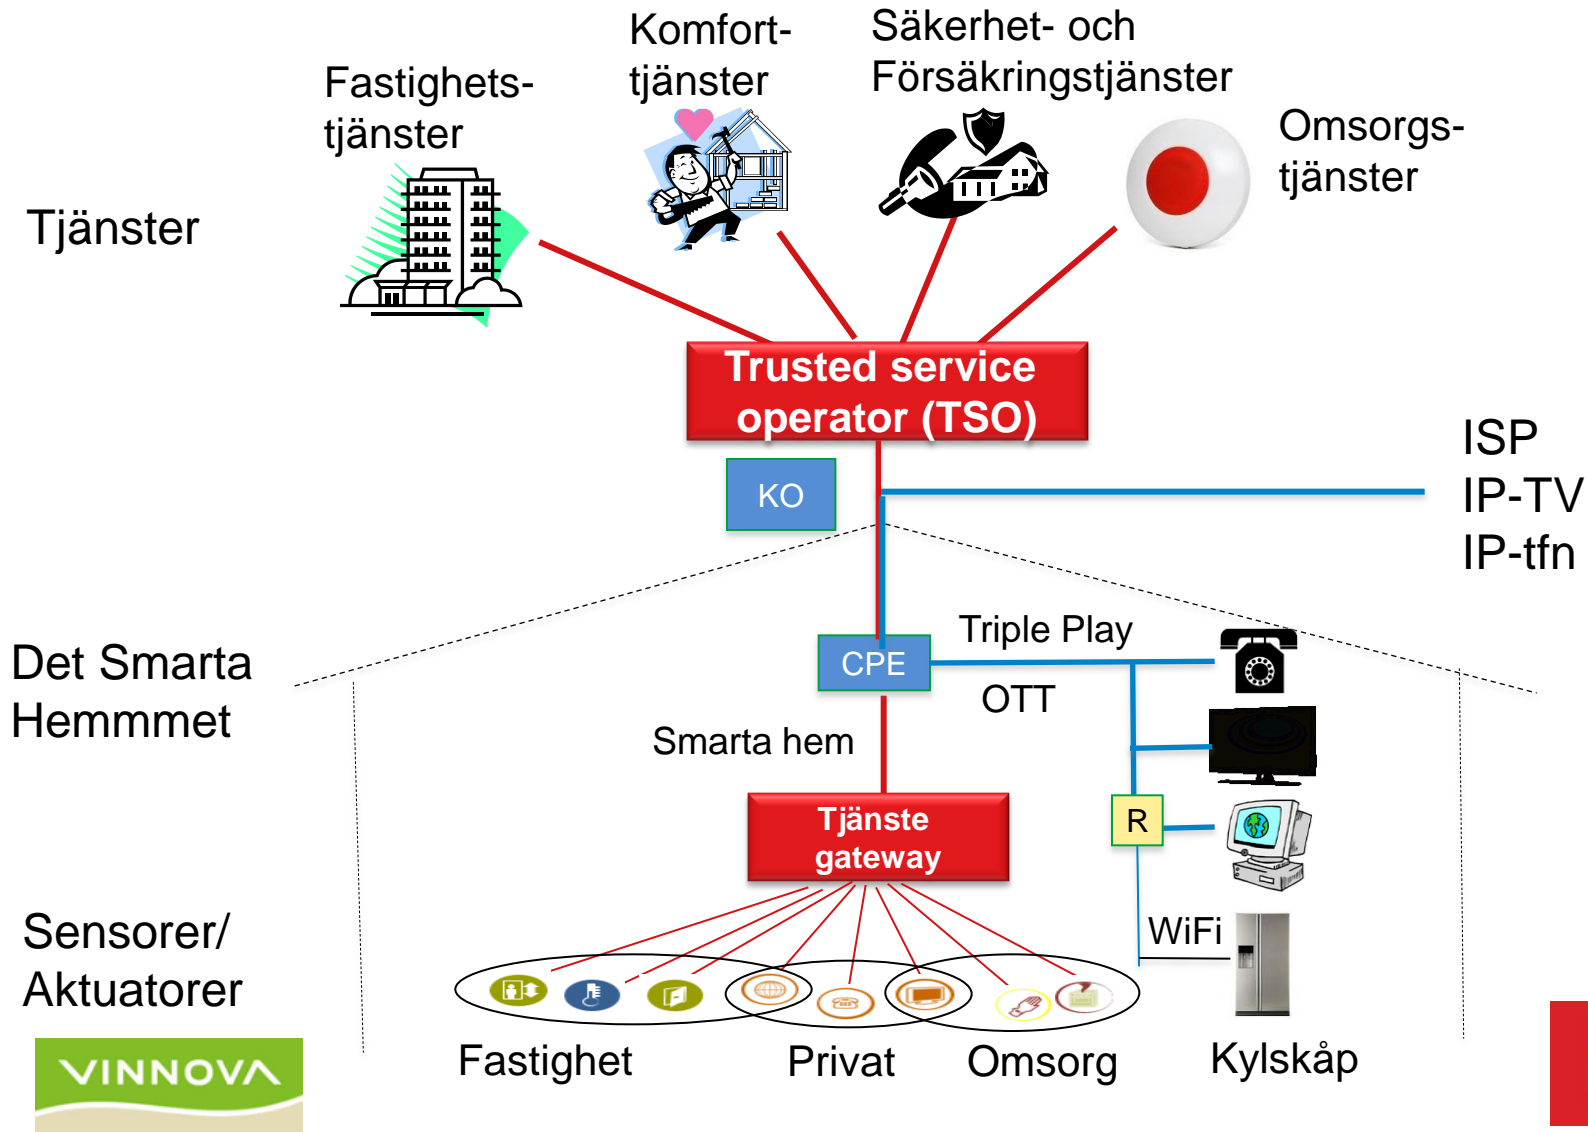 Komfort-
tjänster
Säkerhet- och
Försäkringstjänster
Fastighets-
tjänster
Omsorgs-
tjänster
Tjänster
Trusted service
operator (TSO)
KO
ISP
IP-TV
IP-tfn
Det Smarta
Hemmmet
CPE
Triple Play
OTT
Smarta hem
Tjänste
gateway
R
WiFi
Sensorer/
Aktuatorer
Fastighet
Privat
Omsorg
Kylskåp
VINNOVA